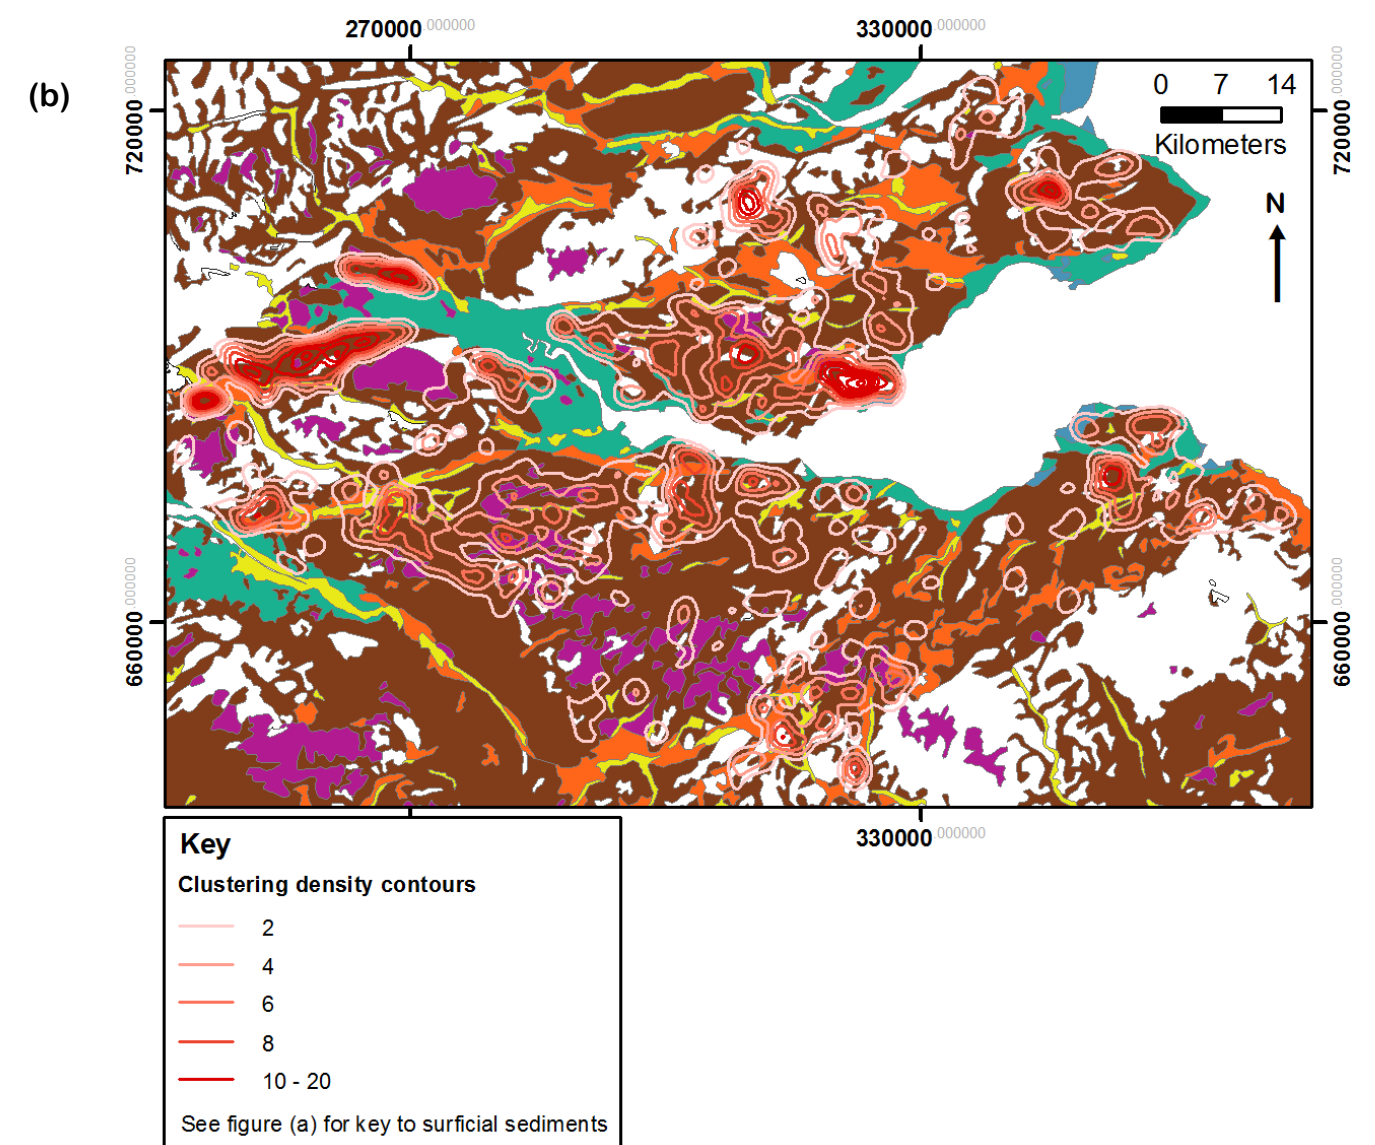 270000.000000
330000.000000
(b)
720000.000000
0 7 14
Kilometers
720000.000000
N
660000.000000
660000.000000
330000.000000
Key
Clustering density contours
2
4
6
8
10 - 20
See figure (a) for key to surficial sediments